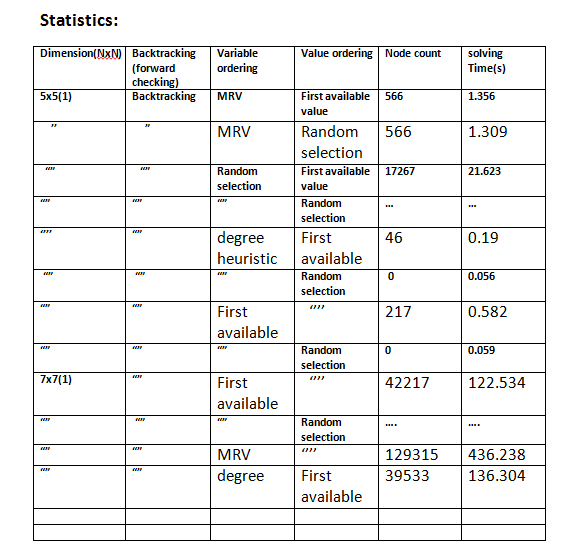 Statistics:
Dimension(NxN) Backtracking (forward checking) Variable ordering Value ordering Node count solving Time(s)
5x5(1) Backtracking MRV First available value 566 1.356
” ” MRV Random selection 566 1.309
“” “” Random selection First available value 17267 21.623
“” “” “” Random selection ... ...
“”’ “” degree heuristic First available 46 0.19
“” “” “” Random selection 0 0.056
“” “” First available ‘’’’ 217 0.582
“” “” “” Random selection 0 0.059
7x7(1) “” First available ‘’’’ 42217 122.534
“” “” “” Random selection .... ....
“” “” MRV ‘’’’ 129315 436.238
“” “” degree First available 39533 136.304